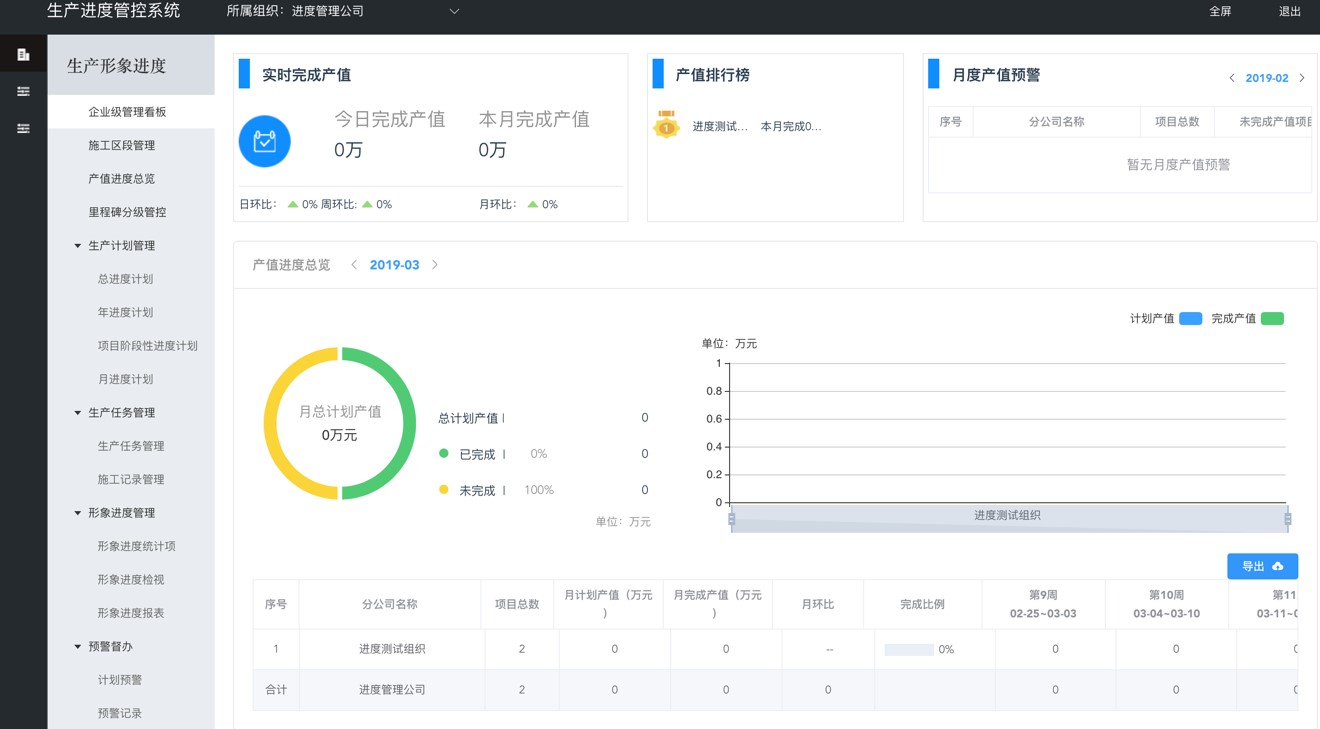 生产进度管控系统
所属组织: 进度管理公司
全屏
退出
生产形象进度
企业级管理看板
施工区段管理
产值进度总览
里程碑分级管控
生产计划管理
总进度计划
年进度计划
项目阶段性进度计划
月进度计划
生产任务管理
生产任务管理
施工记录管理
形象进度管理
形象进度统计项
形象进度检视
形象进度报表
预警督办
计划预警
预警记录
实时完成产值
今日完成产值
0万
本月完成产值
0万
日环比: 0% 周环比: 0%
月环比: 0%
产值排行榜
1
进度测试... 本月完成0...
月度产值预警
2019-02
序号 分公司名称 项目总数 未完成产值项目
暂无月度产值预警
产值进度总览
2019-03
月总计划产值
0万元
总计划产值 | 0
已完成 | 0% 0
未完成 | 100% 0
单位: 万元
计划产值 完成产值
单位: 万元
1
0.8
0.6
0.4
0.2
0
进度测试组织
导出
序号 分公司名称 项目总数 月计划产值（万元） 月完成产值（万元） 月环比 完成比例 第9周 02-25~03-03 第10周 03-04~03-10 第11 03-11~
1 进度测试组织 2 0 0 -- 0% 0 0 0
合计 进度管理公司 2 0 0 0 0 0 0